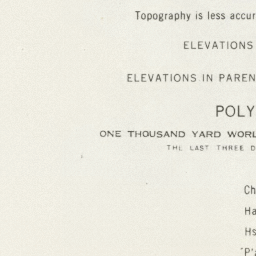 Topography is less accur
ELEVATIONS
ELEVATIONS IN PAREN
POLY
ONE THOUSAND YARD WORL
THE LAST THREE D
Ch
Ha
Hs
P'